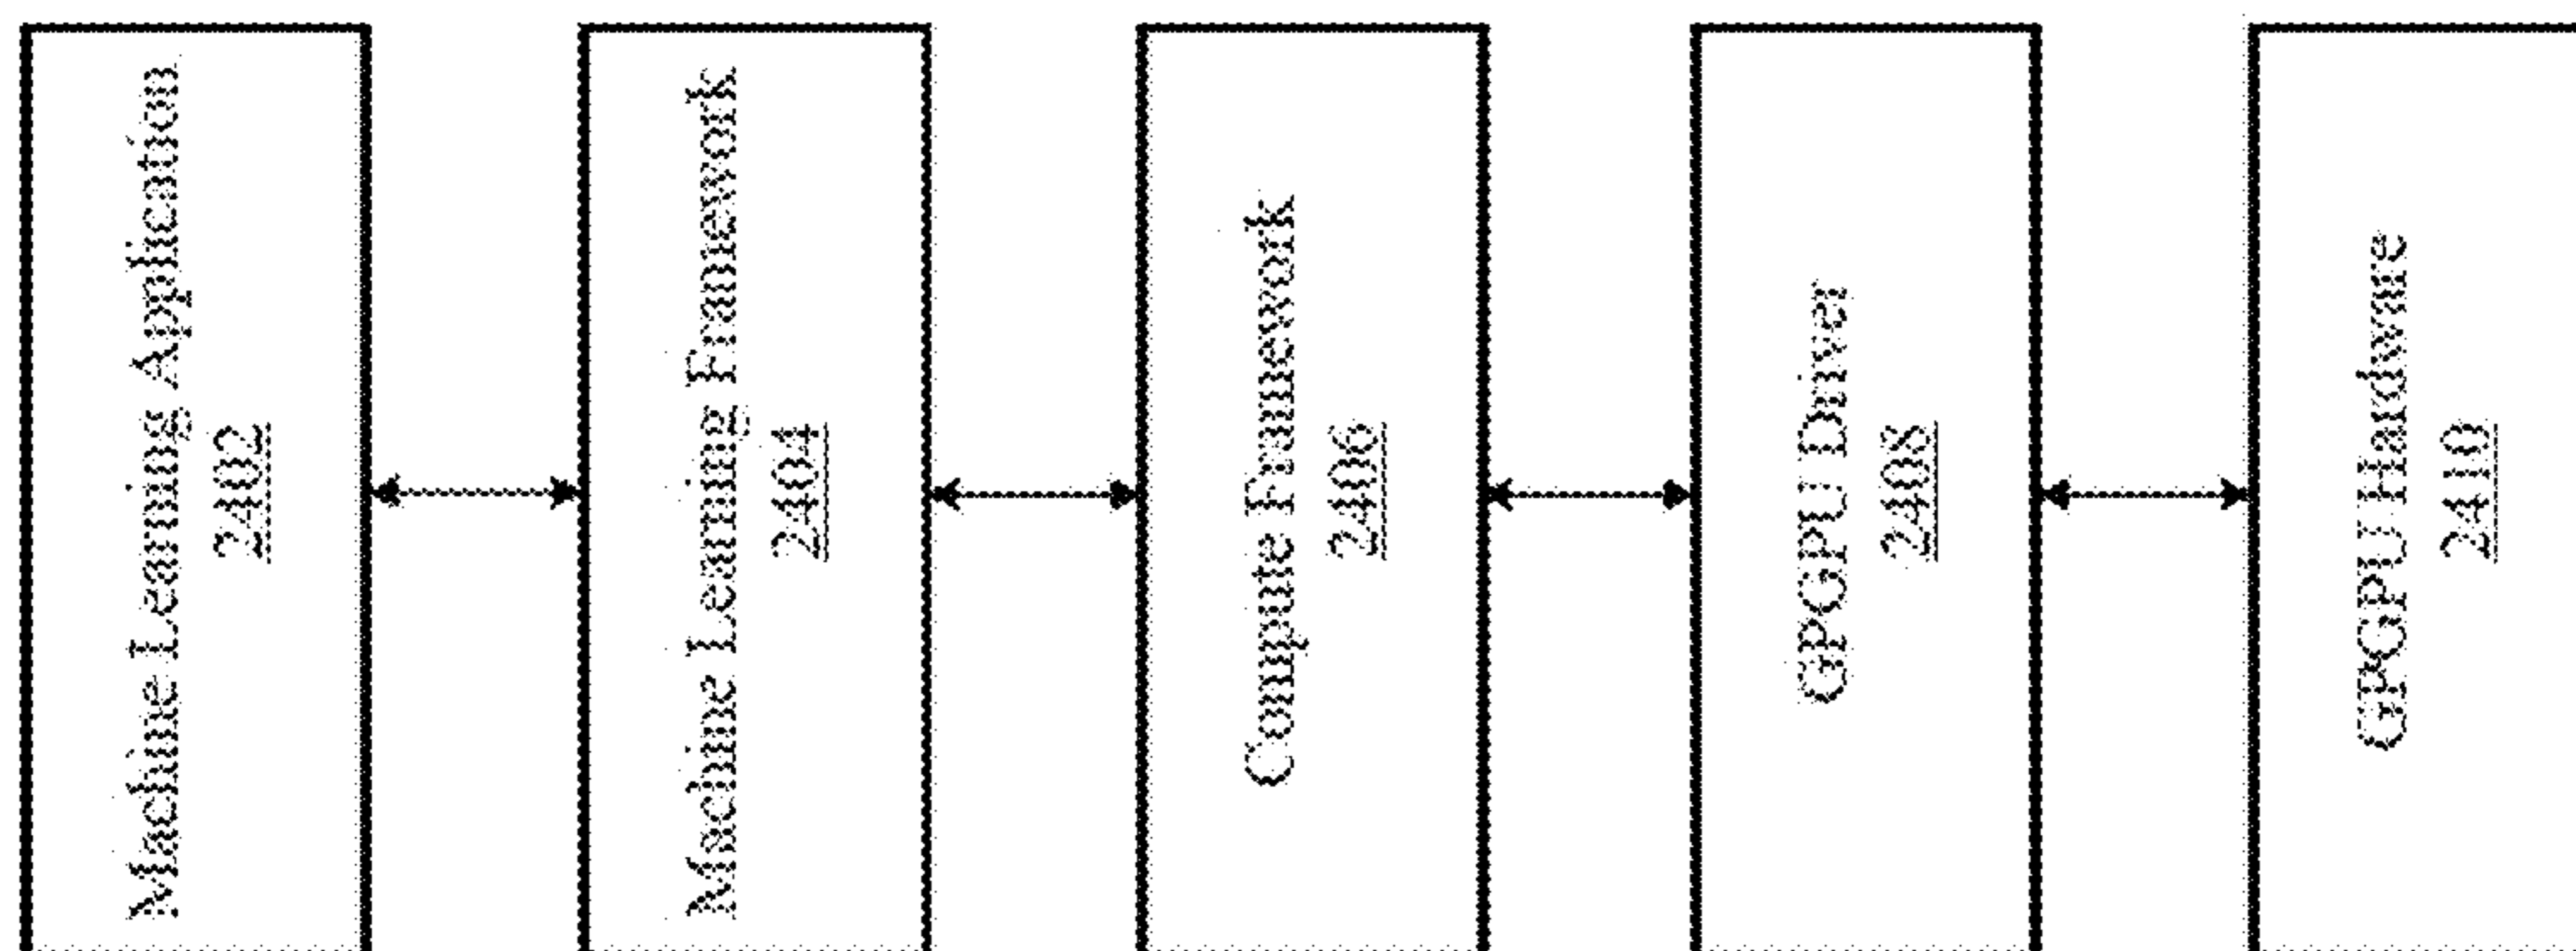 Machine Learning Application
2402
Machine Learning Framework
2404
Compute Framework
2406
GPGPU Driver
2408
GPGPU Hardware
2410